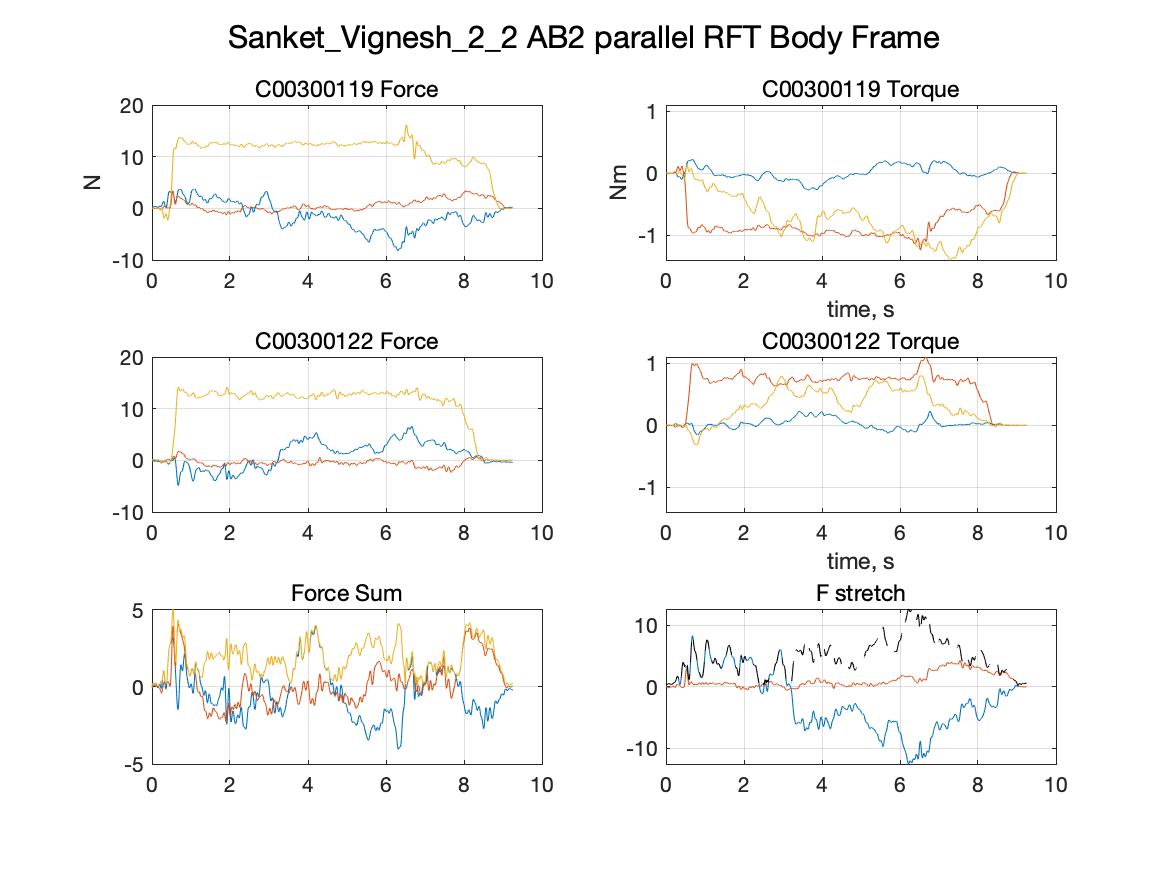 Sanket_Vignesh_2_2 AB2 parallel RFT Body Frame
C00300119 Force
20
10
0
-10
N
0 2 4 6 8 10
C00300119 Torque
1
0
-1
Nm
0 2 4 6 8 10
time, s
C00300122 Force
20
10
0
-10
0 2 4 6 8 10
C00300122 Torque
1
0
-1
0 2 4 6 8 10
time, s
Force Sum
5
0
-5
0 2 4 6 8 10
F stretch
10
0
-10
0 2 4 6 8 10